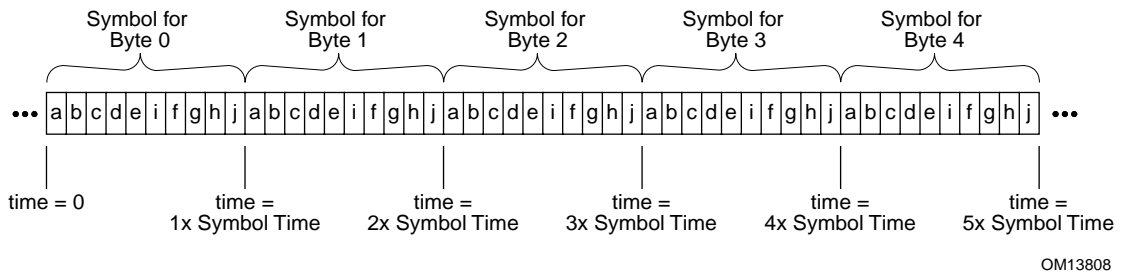 Symbol for Byte 0
Symbol for Byte 1
Symbol for Byte 2
Symbol for Byte 3
Symbol for Byte 4
••• a b c d e i f g h j a b c d e i f g h j a b c d e i f g h j a b c d e i f g h j a b c d e i f g h j •••
time = 0
time = 1x Symbol Time
time = 2x Symbol Time
time = 3x Symbol Time
time = 4x Symbol Time
time = 5x Symbol Time
OM13808